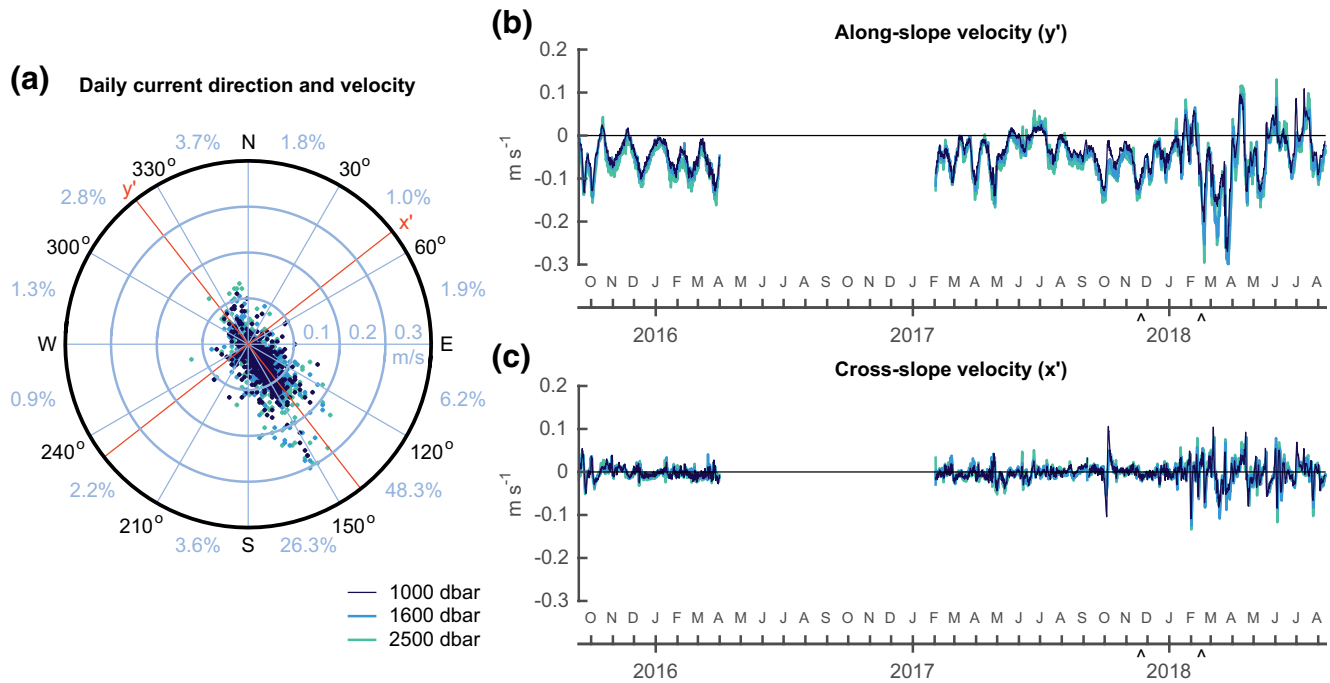 (a)
Daily current direction and velocity
3.7%
N
1.8%
330°
30°
2.8%
y'
1.0%
x'
300°
60°
1.3%
1.9%
W
0.1
0.2
0.3
m/s
E
0.9%
6.2%
240°
120°
2.2%
48.3%
210°
150°
3.6%
S
26.3%
1000 dbar
1600 dbar
2500 dbar
(b)
Along-slope velocity (y')
0.2
0.1
0
-0.1
-0.2
-0.3
m s⁻¹
O N D J F M A M J J A S O N D J F M A M J J A S O N D J F M A M J J A
^ ^
2016 2017 2018
(c)
Cross-slope velocity (x')
0.2
0.1
0
-0.1
-0.2
-0.3
m s⁻¹
O N D J F M A M J J A S O N D J F M A M J J A S O N D J F M A M J J A
^ ^
2016 2017 2018